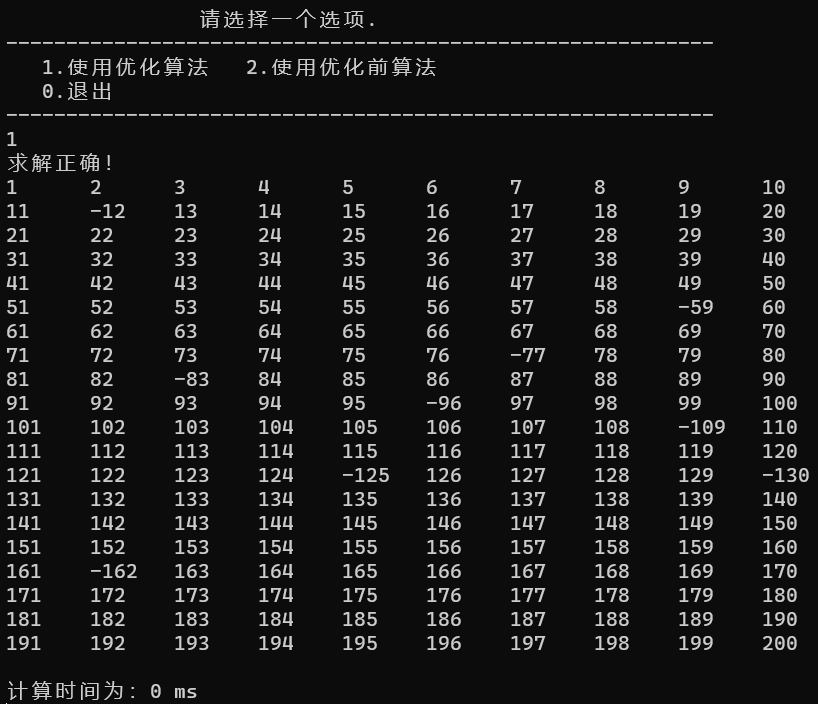 请选择一个选项.
-----------------------------------------------------------
1.使用优化算法 2.使用优化前算法
0.退出
-----------------------------------------------------------
1
求解正确!
1 2 3 4 5 6 7 8 9 10
11 -12 13 14 15 16 17 18 19 20
21 22 23 24 25 26 27 28 29 30
31 32 33 34 35 36 37 38 39 40
41 42 43 44 45 46 47 48 49 50
51 52 53 54 55 56 57 58 -59 60
61 62 63 64 65 66 67 68 69 70
71 72 73 74 75 76 -77 78 79 80
81 82 -83 84 85 86 87 88 89 90
91 92 93 94 95 -96 97 98 99 100
101 102 103 104 105 106 107 108 -109 110
111 112 113 114 115 116 117 118 119 120
121 122 123 124 -125 126 127 128 129 -130
131 132 133 134 135 136 137 138 139 140
141 142 143 144 145 146 147 148 149 150
151 152 153 154 155 156 157 158 159 160
161 -162 163 164 165 166 167 168 169 170
171 172 173 174 175 176 177 178 179 180
181 182 183 184 185 186 187 188 189 190
191 192 193 194 195 196 197 198 199 200
计算时间为: 0 ms